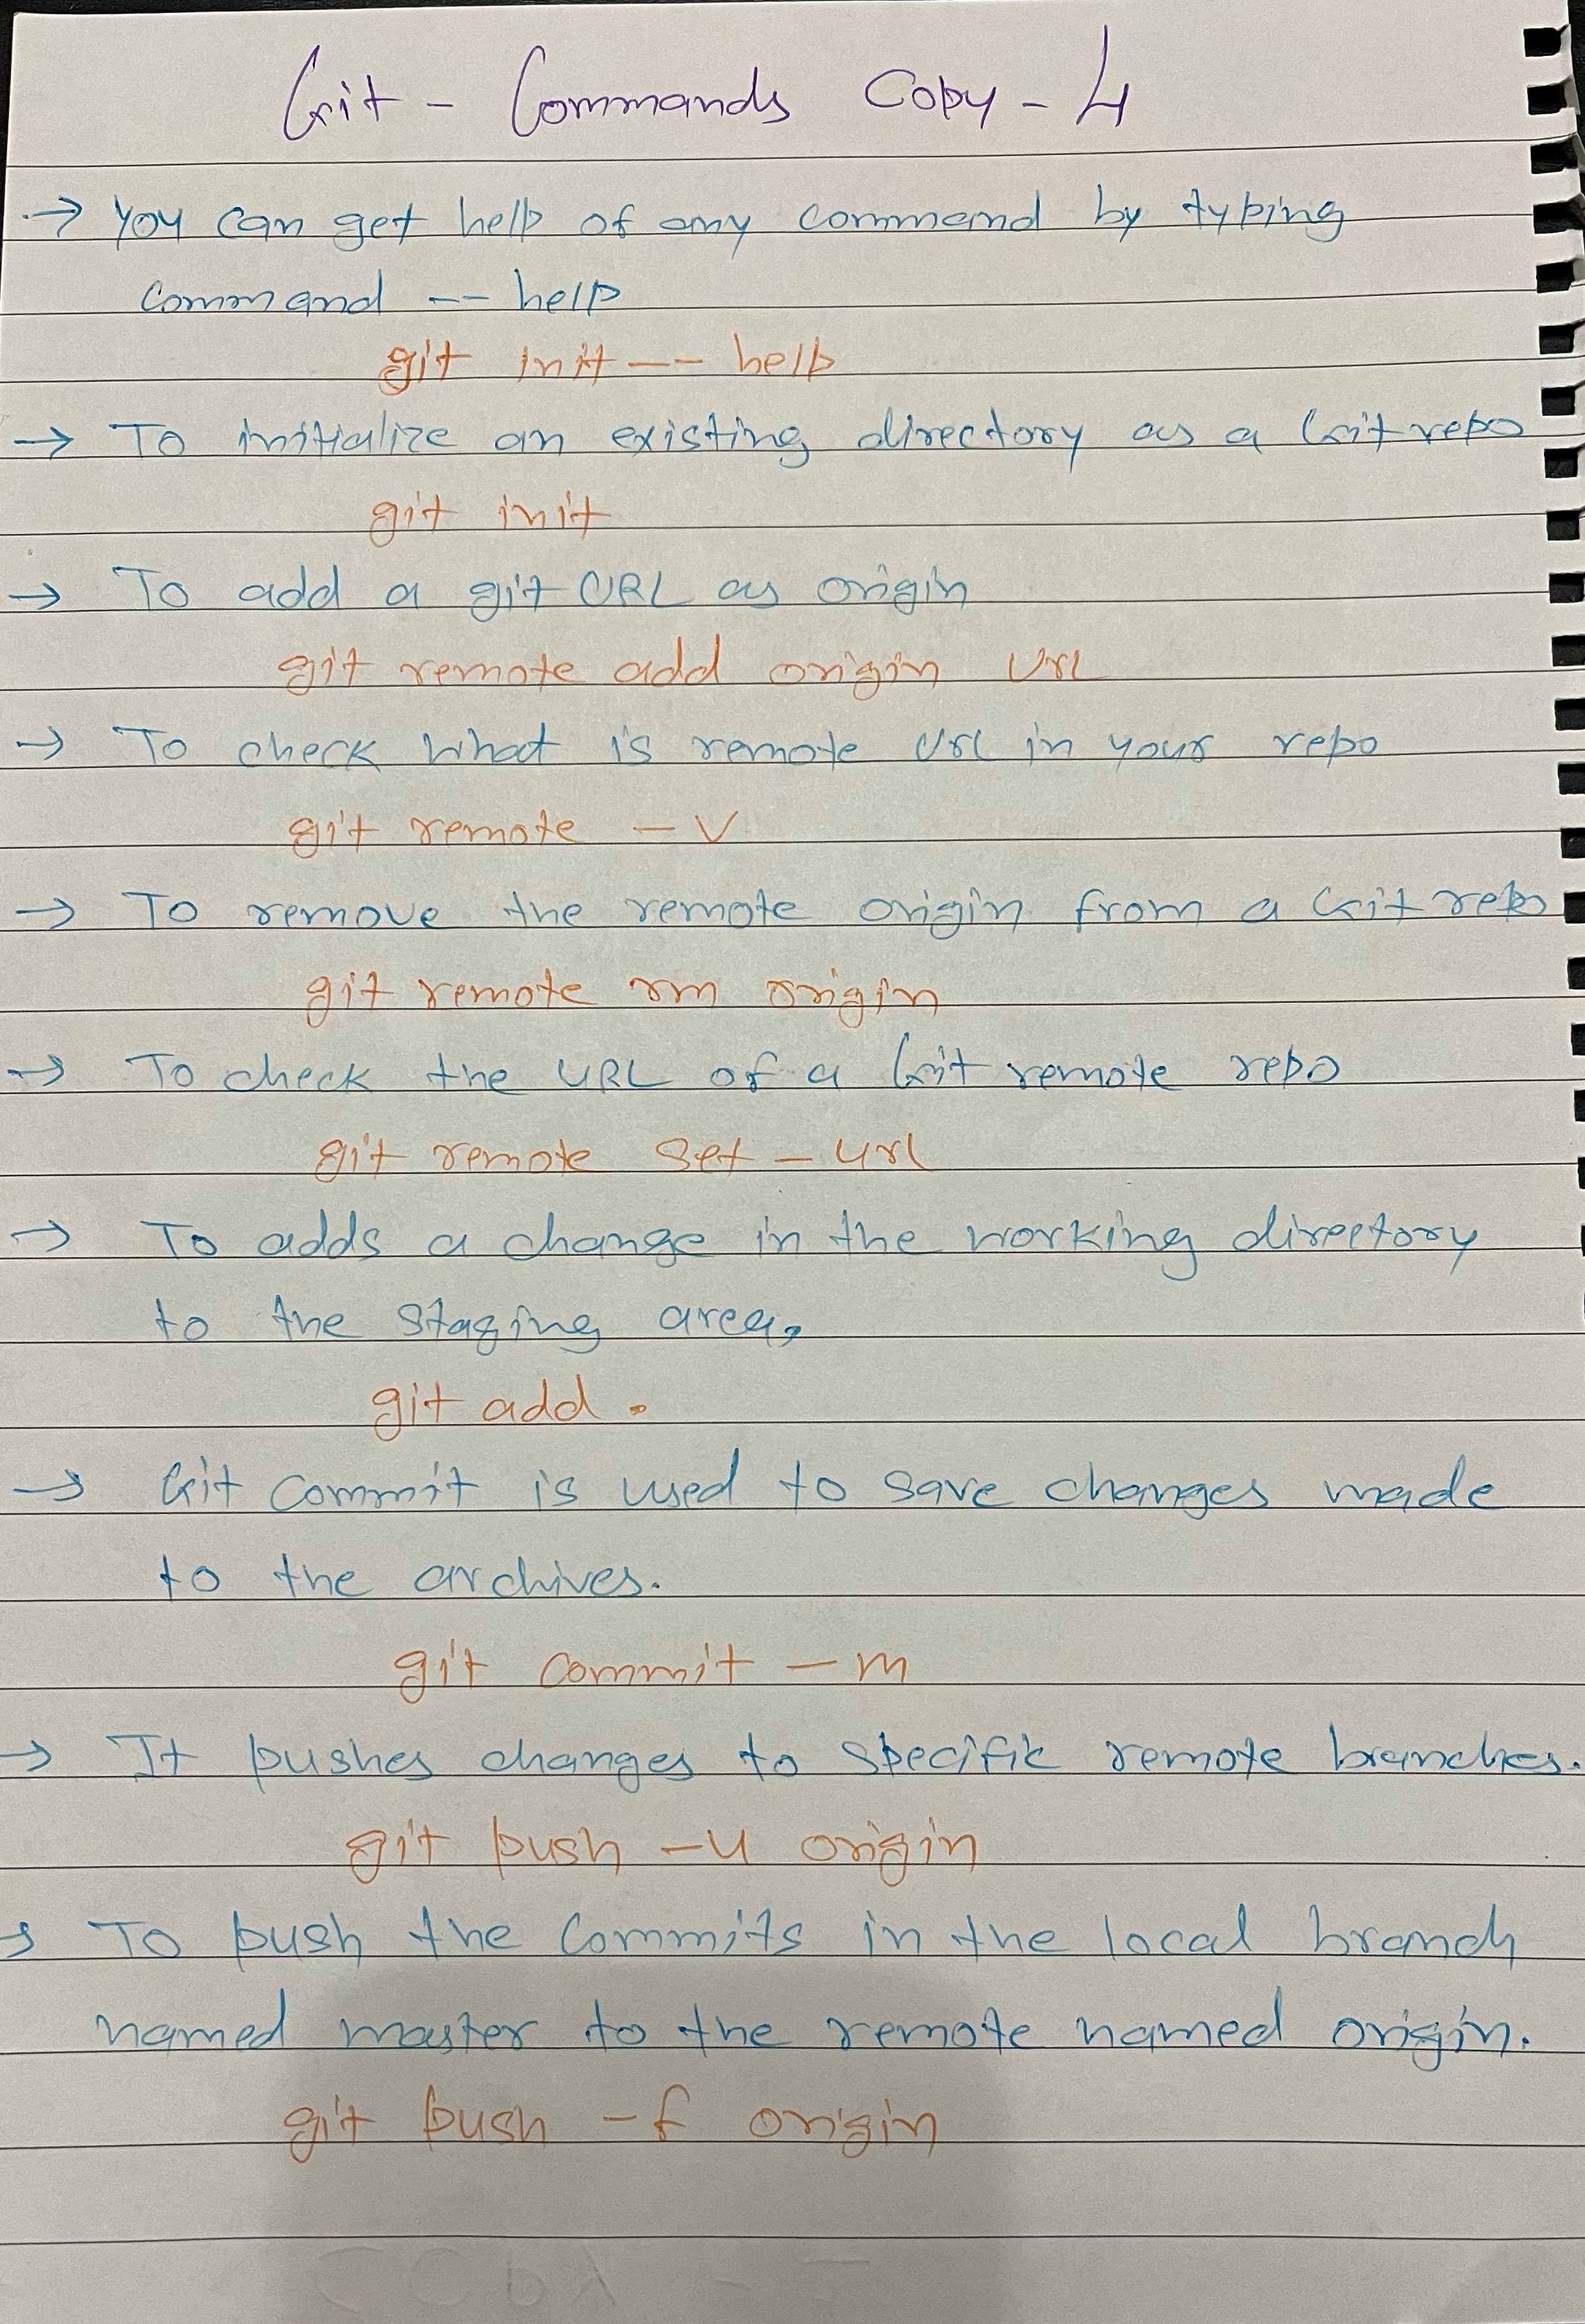 Git - Commands Copy - 4
→ You can get help of any command by typing
command -- help
git init -- help
→ To initialize an existing directory as a Git repo
git init
→ To add a git URL as origin
git remote add origin url
→ To check what is remote url in your repo
git remote -v
→ To remove the remote origin from a Git repo
git remote rm origin
→ To check the URL of a Git remote repo
git remote set-url
→ To adds a change in the working directory
to the staging area.
git add .
→ Git commit is used to save changes made
to the archives.
git commit -m
→ It pushes changes to specific remote branches.
git push -u origin
→ To push the commits in the local branch
named master to the remote named origin.
git push -f origin